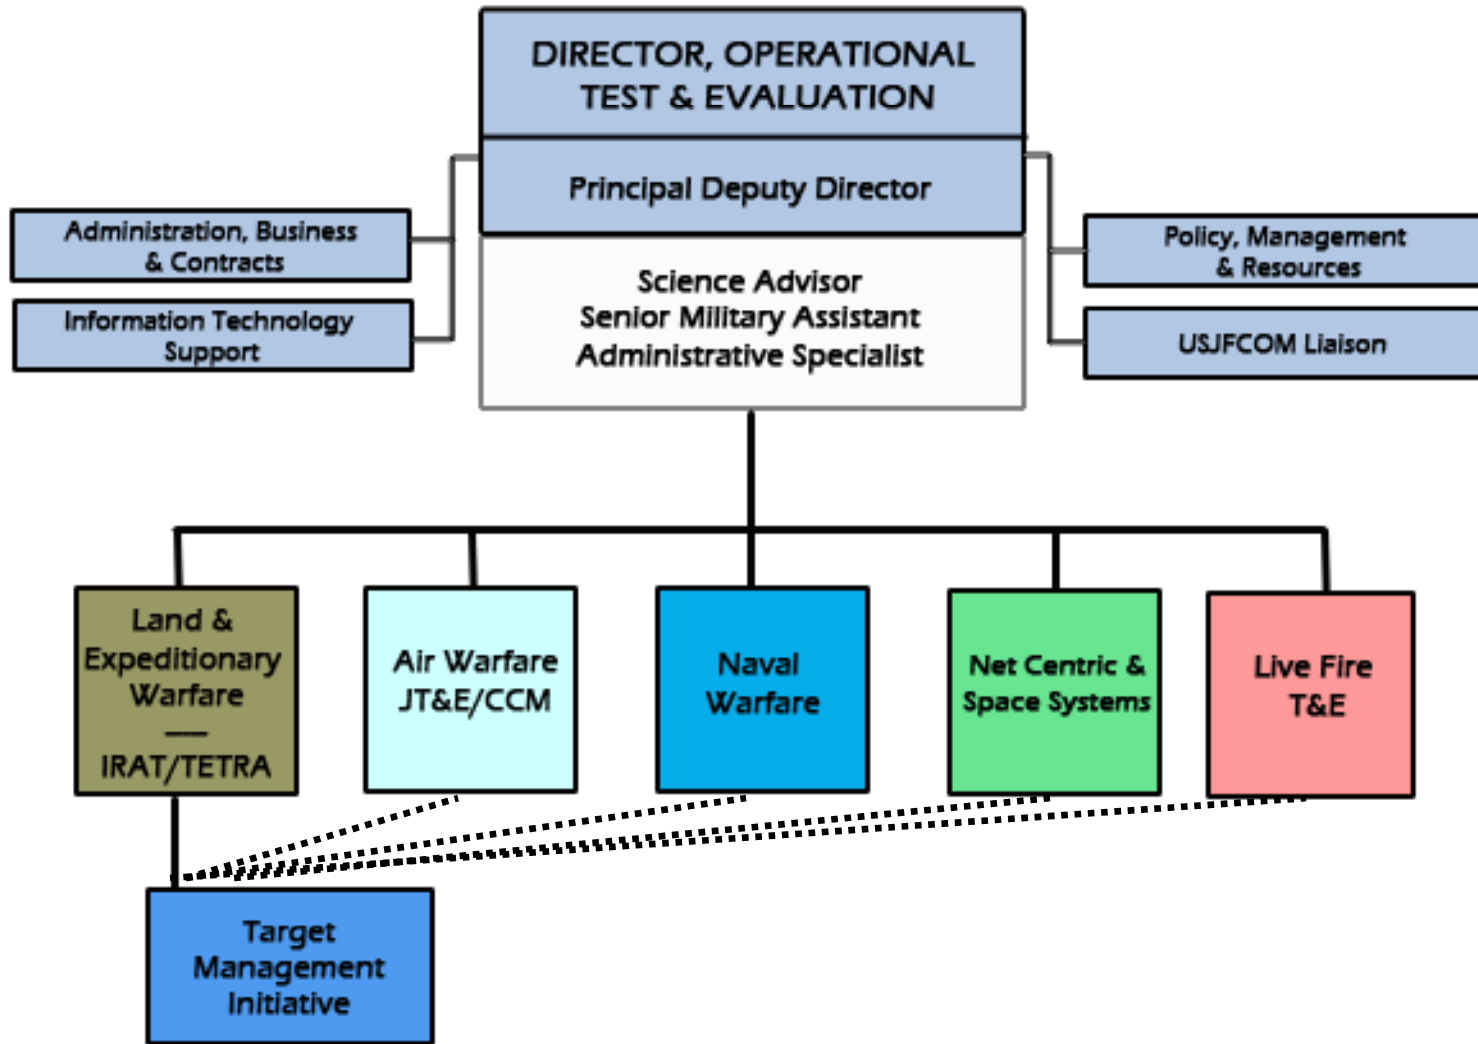 DIRECTOR, OPERATIONAL
TEST & EVALUATION
Principal Deputy Director
Science Advisor
Senior Military Assistant
Administrative Specialist
Administration, Business
& Contracts
Information Technology
Support
Policy, Management
& Resources
USJFCOM Liaison
Land &
Expeditionary
Warfare
—
IRAT/TETRA
Air Warfare
JT&E/CCM
Naval
Warfare
Net Centric &
Space Systems
Live Fire
T&E
Target
Management
Initiative